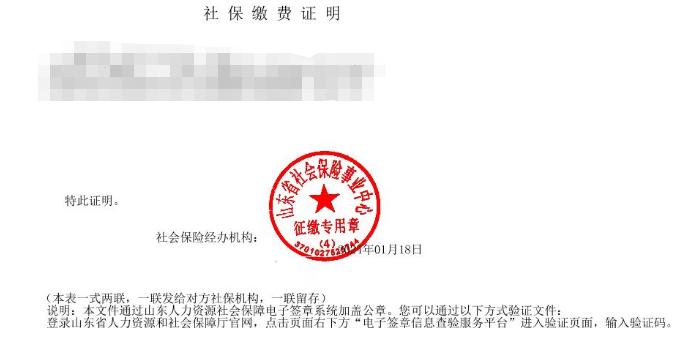 社保缴费证明
特此证明。
山东省社会保险事业中心
征缴专用章
(4)
社会保险经办机构:
年01月18日
(本表一式两联,一联发给对方社保机构,一联留存)
说明:本文件通过山东人力资源社会保障电子签章系统加盖公章。您可以通过以下方式验证文件:
登录山东省人力资源和社会保障厅官网,点击页面右下方“电子签章信息查验服务平台”进入验证页面,输入验证码。